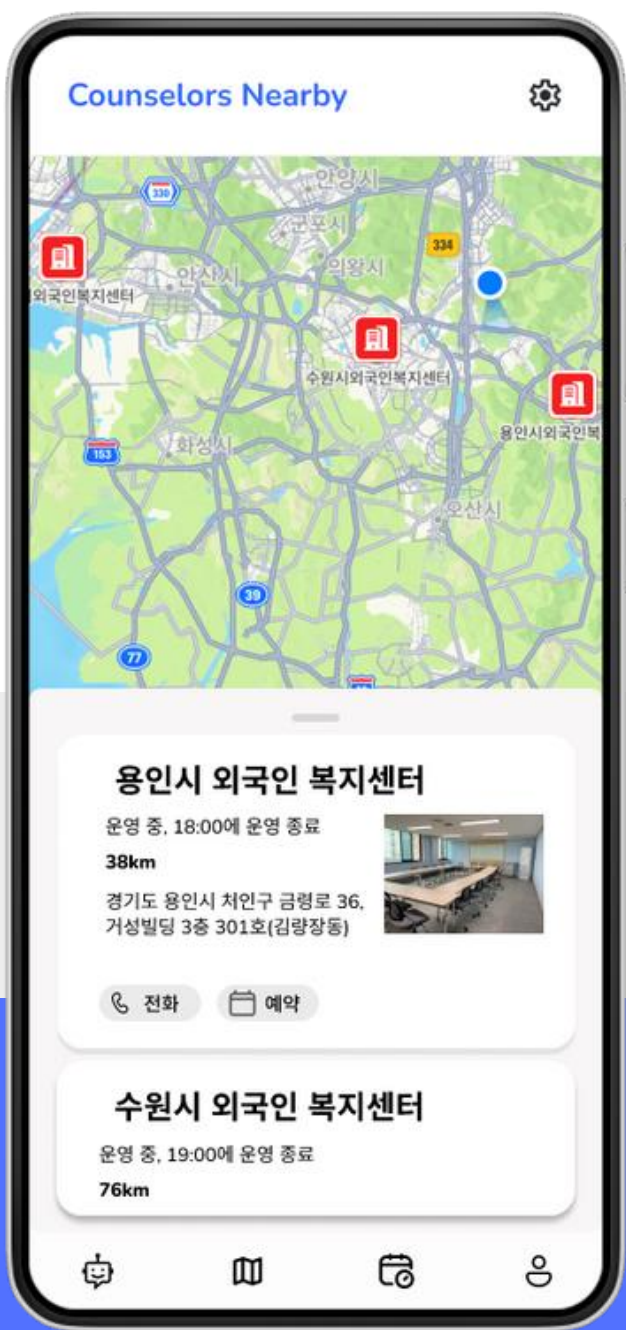 Counselors Nearby
330
안양시
군포시
334
의왕시
안산시
외국인복지센터
수원시외국인복지센터
용인시외국인복
153
화성시
오산시
39
77
용인시 외국인 복지센터
운영 중, 18:00에 운영 종료
38km
경기도 용인시 처인구 금령로 36,
거성빌딩 3층 301호(김량장동)
전화
예약
수원시 외국인 복지센터
운영 중, 19:00에 운영 종료
76km